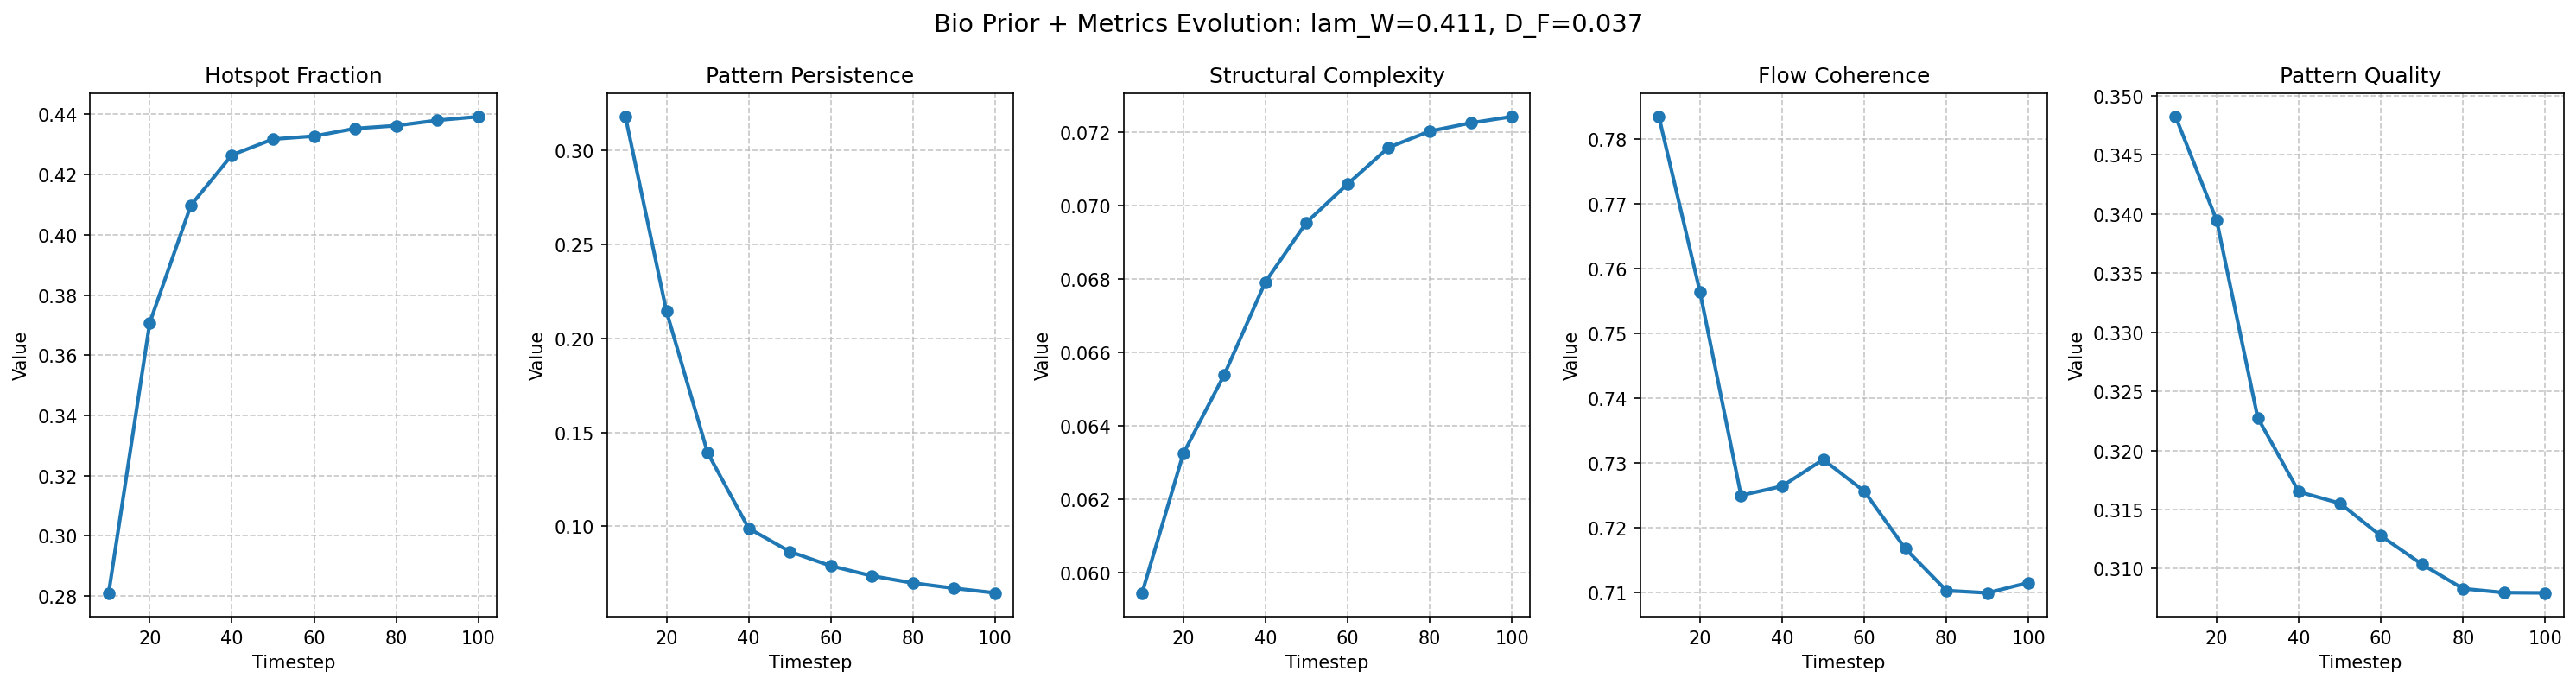 Bio Prior + Metrics Evolution: lam_W=0.411, D_F=0.037
Hotspot Fraction
Value
0.44
0.42
0.40
0.38
0.36
0.34
0.32
0.30
0.28
20 40 60 80 100
Timestep
Pattern Persistence
Value
0.30
0.25
0.20
0.15
0.10
20 40 60 80 100
Timestep
Structural Complexity
Value
0.072
0.070
0.068
0.066
0.064
0.062
0.060
20 40 60 80 100
Timestep
Flow Coherence
Value
0.78
0.77
0.76
0.75
0.74
0.73
0.72
0.71
20 40 60 80 100
Timestep
Pattern Quality
Value
0.350
0.345
0.340
0.335
0.330
0.325
0.320
0.315
0.310
20 40 60 80 100
Timestep